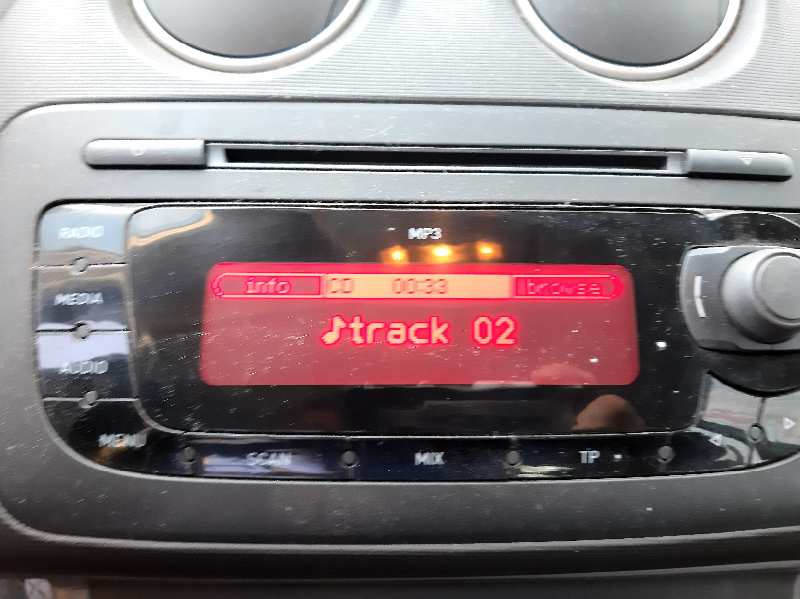 RADIO
MP3
info CD 00:33 browse
MEDIA
♪track 02
AUDIO
MENU
SCAN MIX TP